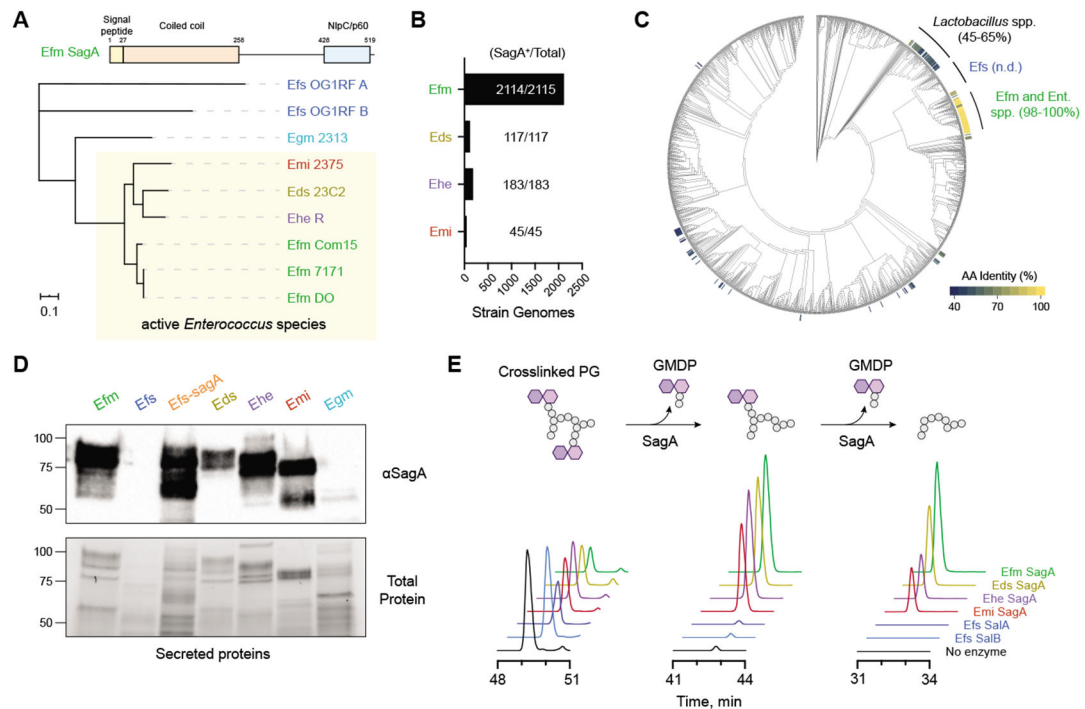 A
Signal
peptide
Coiled coil
NlpC/p60
1 27 258 428 519
Efm SagA
Efs OG1RF A
Efs OG1RF B
Egm 2313
Emi 2375
Eds 23C2
Ehe R
Efm Com15
Efm 7171
Efm DO
0.1
active Enterococcus species
B
(SagA+/Total)
Efm 2114/2115
Eds 117/117
Ehe 183/183
Emi 45/45
0 500 1000 1500 2000 2500
Strain Genomes
C
Lactobacillus spp.
(45-65%)
Efs (n.d.)
Efm and Ent.
spp. (98-100%)
AA Identity (%)
40 70 100
D
Efm Efs Efs-sagA Eds Ehe Emi Egm
100
75
50
αSagA
100
75
50
Total
Protein
Secreted proteins
E
Crosslinked PG
GMDP
GMDP
SagA
SagA
Efm SagA
Eds SagA
Ehe SagA
Emi SagA
Efs SalA
Efs SalB
No enzyme
48 51 41 44 31 34
Time, min